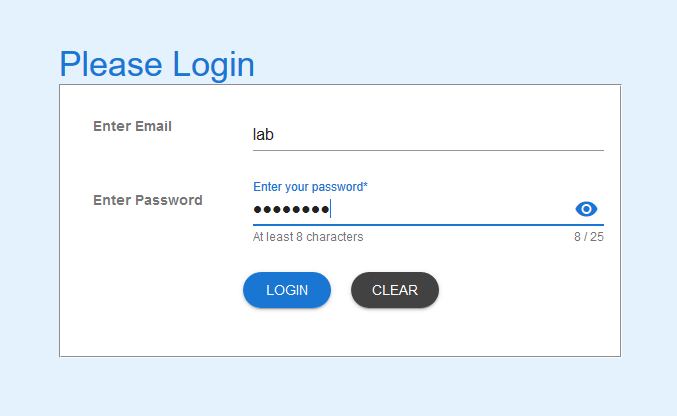 Please Login
Enter Email
lab
Enter your password*
Enter Password
●●●●●●●●
At least 8 characters 8 / 25
LOGIN CLEAR